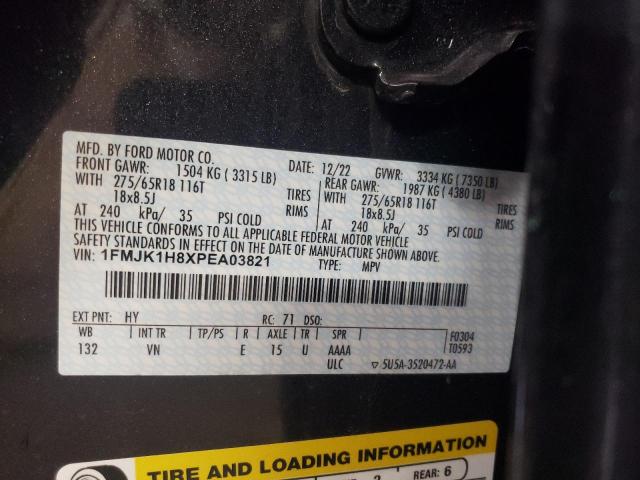 MFD. BY FORD MOTOR CO.
DATE: 12/22 GVWR: 3334 KG ( 7350 LB)
FRONT GAWR: 1504 KG ( 3315 LB) REAR GAWR: 1987 KG ( 4380 LB)
WITH 275/65R18 116T TIRES WITH 275/65R18 116T TIRES
18x8.5J RIMS 18x8.5J RIMS
AT 240 kPa/ 35 PSI COLD AT 240 kPa/ 35 PSI COLD
THIS VEHICLE CONFORMS TO ALL APPLICABLE FEDERAL MOTOR VEHICLE
SAFETY STANDARDS IN EFFECT ON THE DATE OF MANUFACTURE SHOWN ABOVE.
VIN: 1FMJK1H8XPEA03821 TYPE: MPV
EXT PNT: HY RC: 71 DSO:
WB INT TR TP/PS R AXLE TR SPR F0304
132 VN E 15 U AAAA T0593
ULC ▽ 5U5A-3520472-AA
TIRE AND LOADING INFORMATION
REAR: 6